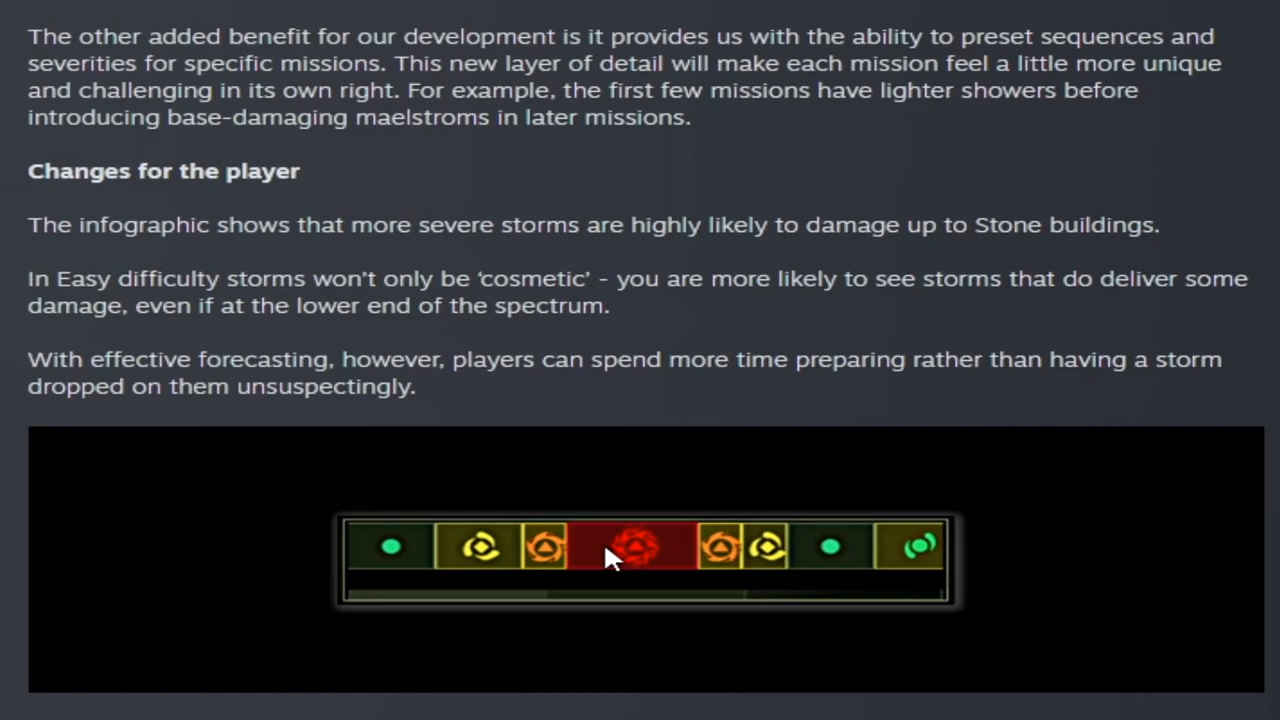 The other added benefit for our development is it provides us with the ability to preset sequences and
severities for specific missions. This new layer of detail will make each mission feel a little more unique
and challenging in its own right. For example, the first few missions have lighter showers before
introducing base-damaging maelstroms in later missions.
Changes for the player
The infographic shows that more severe storms are highly likely to damage up to Stone buildings.
In Easy difficulty storms won't only be ‘cosmetic’ - you are more likely to see storms that do deliver some
damage, even if at the lower end of the spectrum.
With effective forecasting, however, players can spend more time preparing rather than having a storm
dropped on them unsuspectingly.